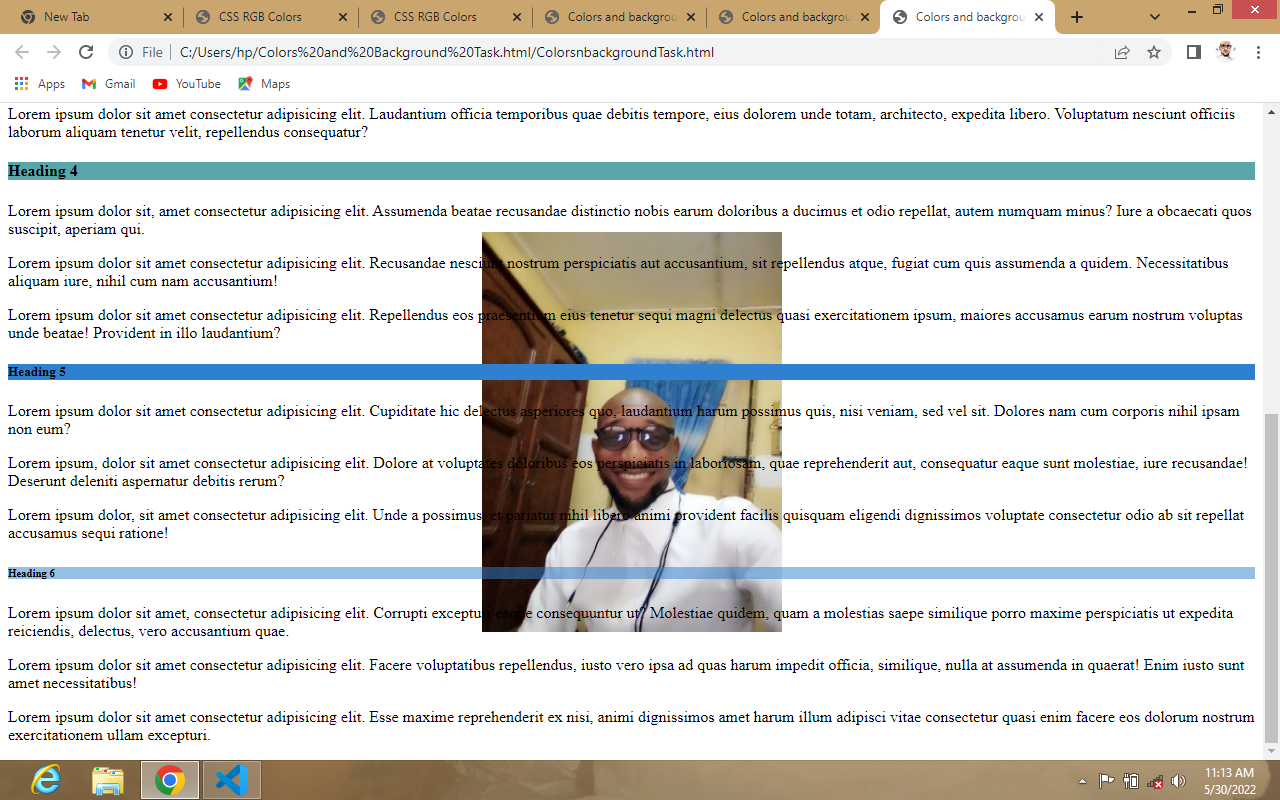 New Tab
CSS RGB Colors
CSS RGB Colors
Colors and backgrou
Colors and backgrou
Colors and backgrou
File
C:/Users/hp/Colors%20and%20Background%20Task.html/ColorsnbackgroundTask.html
Apps
Gmail
YouTube
Maps
Lorem ipsum dolor sit amet consectetur adipisicing elit. Laudantium officia temporibus quae debitis tempore, eius dolorem unde totam, architecto, expedita libero. Voluptatum nesciunt officiis
laborum aliquam tenetur velit, repellendus consequatur?
Heading 4
Lorem ipsum dolor sit, amet consectetur adipisicing elit. Assumenda beatae recusandae distinctio nobis earum doloribus a ducimus et odio repellat, autem numquam minus? Iure a obcaecati quos
suscipit, aperiam qui.
Lorem ipsum dolor sit amet consectetur adipisicing elit. Recusandae nesciunt nostrum perspiciatis aut accusantium, sit repellendus atque, fugiat cum quis assumenda a quidem. Necessitatibus
aliquam iure, nihil cum nam accusantium!
Lorem ipsum dolor sit amet consectetur adipisicing elit. Repellendus eos praesentium eius tenetur sequi magni delectus quasi exercitationem ipsum, maiores accusamus earum nostrum voluptas
unde beatae! Provident in illo laudantium?
Heading 5
Lorem ipsum dolor sit amet consectetur adipisicing elit. Cupiditate hic delectus asperiores quo, laudantium harum possimus quis, nisi veniam, sed vel sit. Dolores nam cum corporis nihil ipsam
non eum?
Lorem ipsum, dolor sit amet consectetur adipisicing elit. Dolore at voluptates doloribus eos perspiciatis in laboriosam, quae reprehenderit aut, consequatur eaque sunt molestiae, iure recusandae!
Deserunt deleniti aspernatur debitis rerum?
Lorem ipsum dolor, sit amet consectetur adipisicing elit. Unde a possimus, et pariatur nihil libero animi provident facilis quisquam eligendi dignissimos voluptate consectetur odio ab sit repellat
accusamus sequi ratione!
Heading 6
Lorem ipsum dolor sit amet, consectetur adipisicing elit. Corrupti excepturi eaque consequuntur ut? Molestiae quidem, quam a molestias saepe similique porro maxime perspiciatis ut expedita
reiciendis, delectus, vero accusantium quae.
Lorem ipsum dolor sit amet consectetur adipisicing elit. Facere voluptatibus repellendus, iusto vero ipsa ad quas harum impedit officia, similique, nulla at assumenda in quaerat! Enim iusto sunt
amet necessitatibus!
Lorem ipsum dolor sit amet consectetur adipisicing elit. Esse maxime reprehenderit ex nisi, animi dignissimos amet harum illum adipisci vitae consectetur quasi enim facere eos dolorum nostrum
exercitationem ullam excepturi.
11:13 AM
5/30/2022